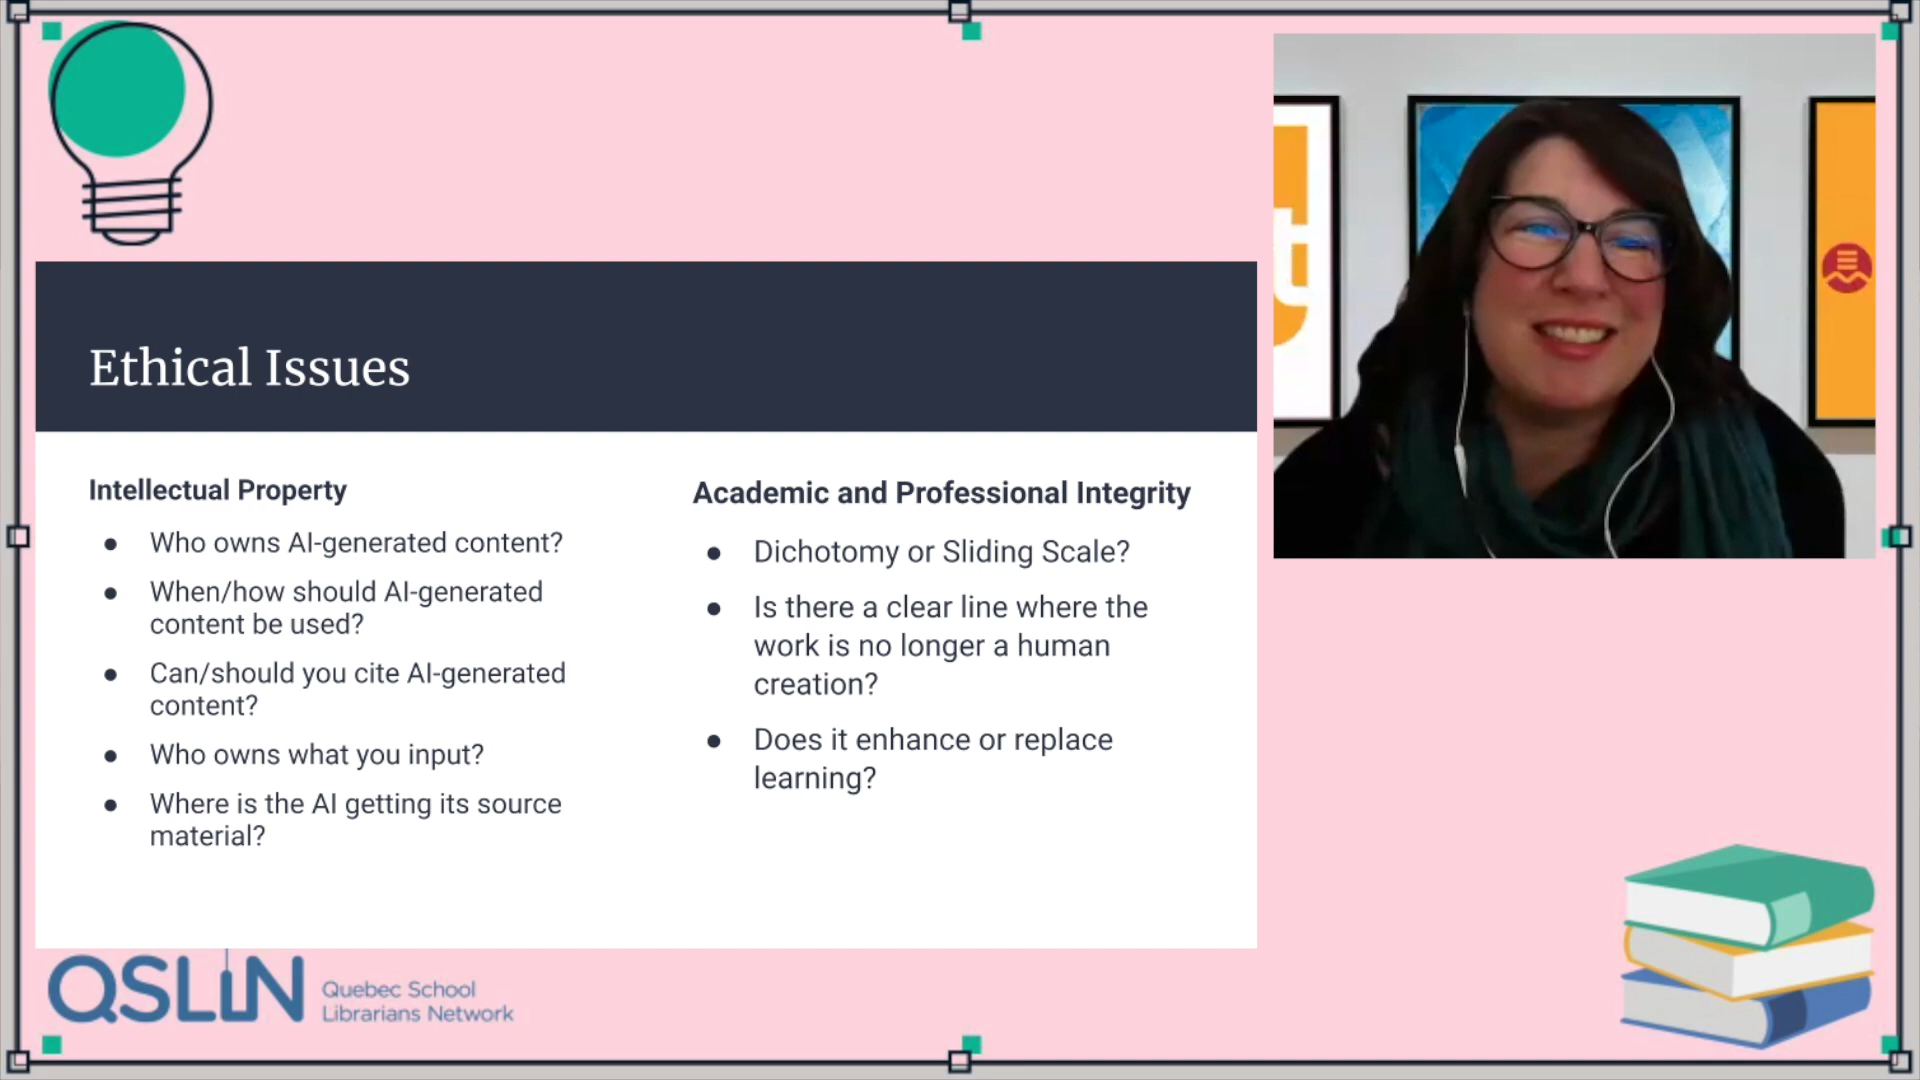 Ethical Issues
Intellectual Property
● Who owns AI-generated content?
● When/how should AI-generated
content be used?
● Can/should you cite AI-generated
content?
● Who owns what you input?
● Where is the AI getting its source
material?
Academic and Professional Integrity
● Dichotomy or Sliding Scale?
● Is there a clear line where the
work is no longer a human
creation?
● Does it enhance or replace
learning?
t
QSLiN
Quebec School
Librarians Network